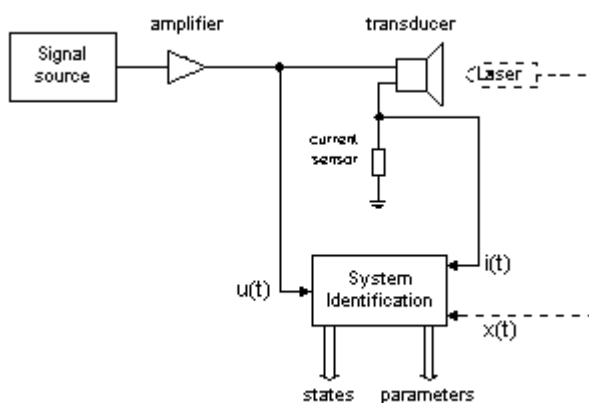 amplifier
transducer
Signal
source
Laser
current
sensor
System
Identification
i(t)
u(t)
x(t)
states
parameters